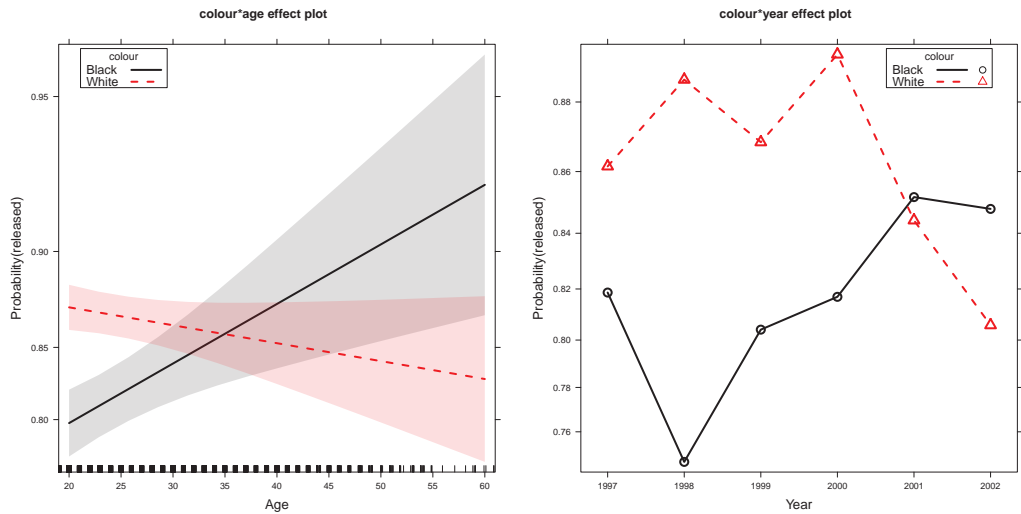 colour*age effect plot
colour
Black
White
0.95
0.90
0.85
0.80
Probability(released)
20 25 30 35 40 45 50 55 60
Age
colour*year effect plot
colour
Black
White
0.88
0.86
0.84
0.82
0.80
0.78
0.76
Probability(released)
1997 1998 1999 2000 2001 2002
Year